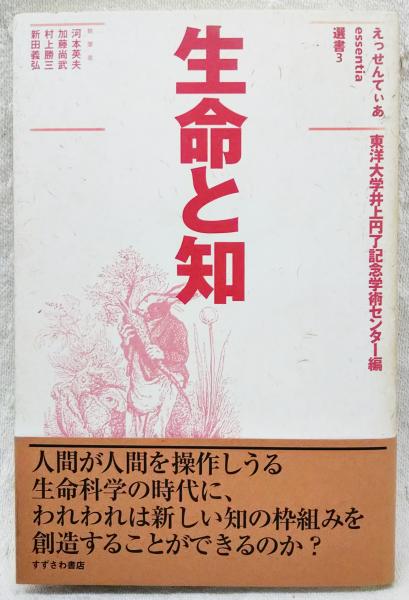 えっせんてぃあ
essentia
選書3
東洋大学井上円了記念学術センター編
生命と知
執筆者
河本英夫
加藤尚武
村上勝三
新田義弘
人間が人間を操作しうる
生命科学の時代に、
われわれは新しい知の枠組みを
創造することができるのか？
すずさわ書店